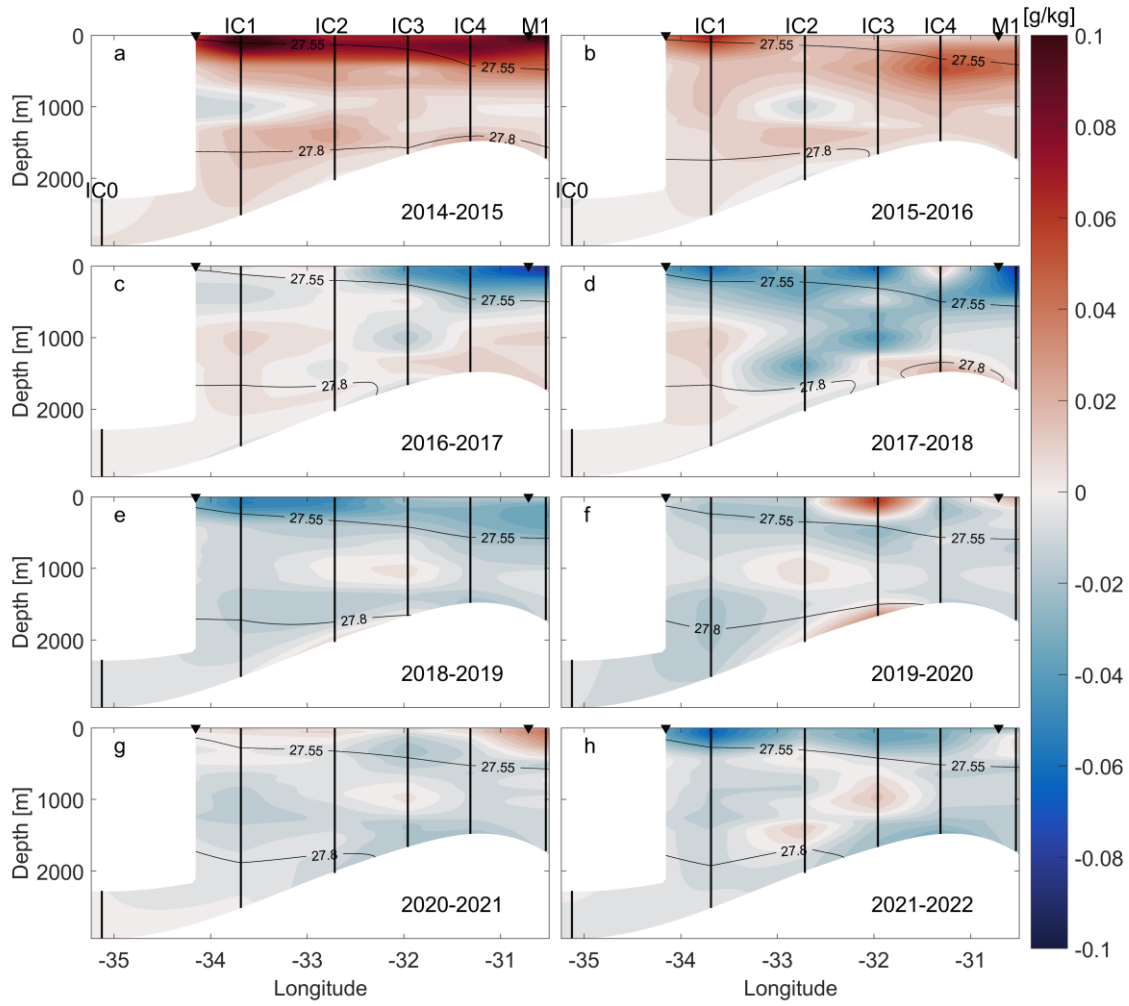 IC1 IC2 IC3 IC4 M1 IC1 IC2 IC3 IC4 M1 [g/kg]
0 a 27.55 27.55 b 27.55 27.55 0.1
1000 0.08
Depth [m]
27.8 27.8 27.8
2000
IC0 2014-2015 IC0 2015-2016 0.06
0 c 27.55 27.55 d 27.55 27.55
0.04
1000
Depth [m]
27.8 27.8 27.8 0.02
2000
2016-2017 2017-2018
0
0 e 27.55 27.55 f 27.55 27.55
1000 -0.02
Depth [m]
27.8 27.8
2000
2018-2019 2019-2020 -0.04
0 g 27.55 27.55 h 27.55 27.55
-0.06
1000
Depth [m]
27.8 27.8 -0.08
2000
2020-2021 2021-2022
-0.1
-35 -34 -33 -32 -31 -35 -34 -33 -32 -31
Longitude Longitude